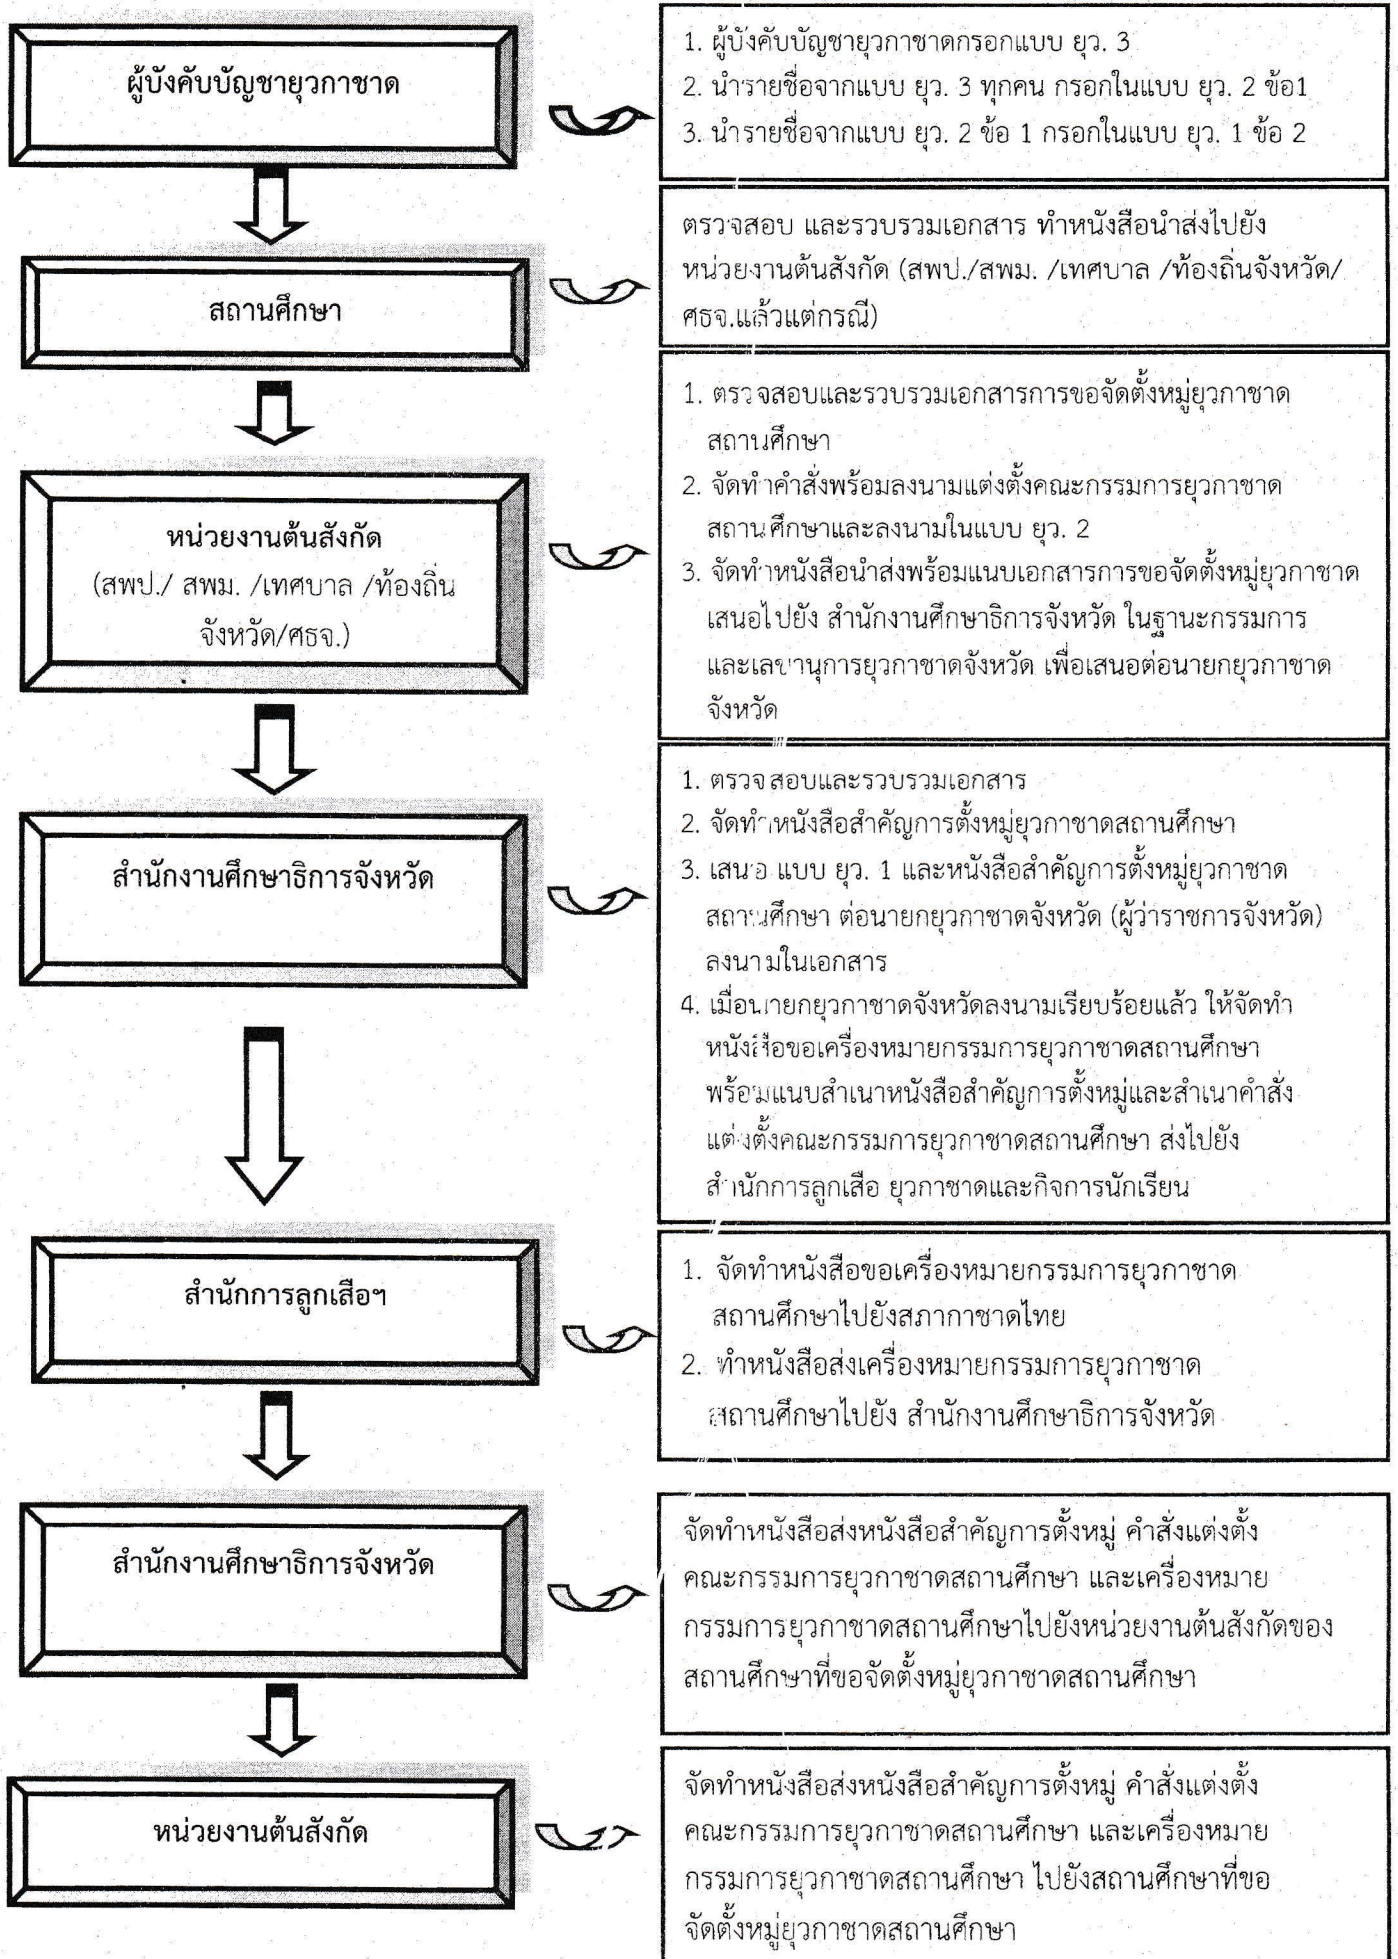 ผู้บังคับบัญชายุวกาชาด
1. ผู้บังคับบัญชายุวกาชาดกรอกแบบ ยุว. 3
2. นำรายชื่อจากแบบ ยุว. 3 ทุกคน กรอกในแบบ ยุว. 2 ข้อ1
3. นำรายชื่อจากแบบ ยุว. 2 ข้อ 1 กรอกในแบบ ยุว. 1 ข้อ 2
สถานศึกษา
ตรวจสอบ และรวบรวมเอกสาร ทำหนังสือนำส่งไปยัง
หน่วยงานต้นสังกัด (สพป./สพม. /เทศบาล /ท้องถิ่นจังหวัด/
ศธจ.แล้วแต่กรณี)
หน่วยงานต้นสังกัด
(สพป./ สพม. /เทศบาล /ท้องถิ่น
จังหวัด/ศธจ.)
1. ตรวจสอบและรวบรวมเอกสารการขอจัดตั้งหมู่ยุวกาชาด
สถานศึกษา
2. จัดทำคำสั่งพร้อมลงนามแต่งตั้งคณะกรรมการยุวกาชาด
สถานศึกษาและลงนามในแบบ ยุว. 2
3. จัดทำหนังสือนำส่งพร้อมแนบเอกสารการขอจัดตั้งหมู่ยุวกาชาด
เสนอไปยัง สำนักงานศึกษาธิการจังหวัด ในฐานะกรรมการ
และเลขานุการยุวกาชาดจังหวัด เพื่อเสนอต่อนายกยุวกาชาด
จังหวัด
สำนักงานศึกษาธิการจังหวัด
1. ตรวจสอบและรวบรวมเอกสาร
2. จัดทำหนังสือสำคัญการตั้งหมู่ยุวกาชาดสถานศึกษา
3. เสนอ แบบ ยุว. 1 และหนังสือสำคัญการตั้งหมู่ยุวกาชาด
สถานศึกษา ต่อนายกยุวกาชาดจังหวัด (ผู้ว่าราชการจังหวัด)
ลงนามในเอกสาร
4. เมื่อนายกยุวกาชาดจังหวัดลงนามเรียบร้อยแล้ว ให้จัดทำ
หนังสือขอเครื่องหมายกรรมการยุวกาชาดสถานศึกษา
พร้อมแนบสำเนาหนังสือสำคัญการตั้งหมู่และสำเนาคำสั่ง
แต่งตั้งคณะกรรมการยุวกาชาดสถานศึกษา ส่งไปยัง
สำนักการลูกเสือ ยุวกาชาดและกิจการนักเรียน
สำนักการลูกเสือฯ
1. จัดทำหนังสือขอเครื่องหมายกรรมการยุวกาชาด
สถานศึกษาไปยังสภากาชาดไทย
2. ทำหนังสือส่งเครื่องหมายกรรมการยุวกาชาด
สถานศึกษาไปยัง สำนักงานศึกษาธิการจังหวัด
สำนักงานศึกษาธิการจังหวัด
จัดทำหนังสือส่งหนังสือสำคัญการตั้งหมู่ คำสั่งแต่งตั้ง
คณะกรรมการยุวกาชาดสถานศึกษา และเครื่องหมาย
กรรมการยุวกาชาดสถานศึกษาไปยังหน่วยงานต้นสังกัดของ
สถานศึกษาที่ขอจัดตั้งหมู่ยุวกาชาดสถานศึกษา
หน่วยงานต้นสังกัด
จัดทำหนังสือส่งหนังสือสำคัญการตั้งหมู่ คำสั่งแต่งตั้ง
คณะกรรมการยุวกาชาดสถานศึกษา และเครื่องหมาย
กรรมการยุวกาชาดสถานศึกษา ไปยังสถานศึกษาที่ขอ
จัดตั้งหมู่ยุวกาชาดสถานศึกษา